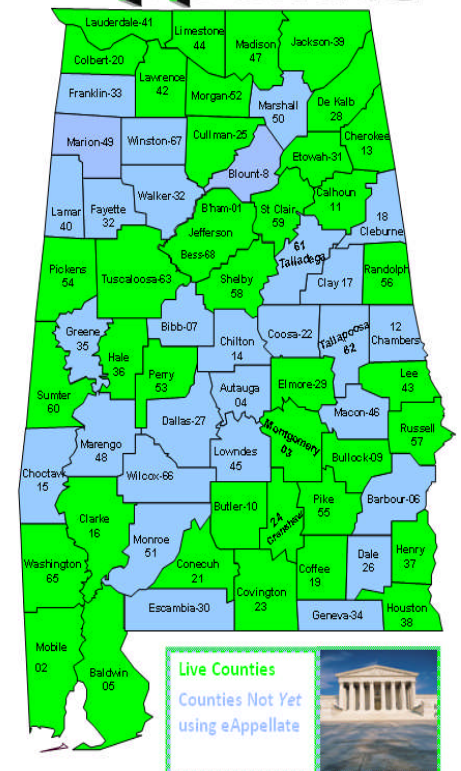 Lauderdale-41
Limestone
44
Madison
47
Jackson-39
Colbert-20
Lawrence
42
Franklin-33
Morgan-52
Marshall
50
De Kalb
28
Marion-49
Winston-67
Cullman-25
Cherokee
13
Etowah-31
Blount-8
Walker-32
Calhoun
11
Lamar
40
Fayette
32
B'ham-01
Jefferson
Bess-68
St Clair
59
18
Cleburne
61
Talladega
Pickens
54
Tuscaloosa-63
Shelby
58
Clay 17
Randolph
56
Greene
35
Bibb-07
Chilton
14
Coosa-22
Tallapoosa
62
12
Chambers
Hale
36
Perry
53
Autauga
04
Elmore-29
Lee
43
Sumter
60
Dallas-27
Macon-46
Montgomery
03
Russell
57
Marengo
48
Lowndes
45
Bullock-09
Choctaw
15
Wilcox-66
Barbour-06
Clarke
16
Butler-10
24
Crenshaw
Pike
55
Monroe
51
Washington
65
Conecuh
21
Coffee
19
Dale
26
Henry
37
Covington
23
Escambia-30
Geneva-34
Houston
38
Mobile
02
Baldwin
05
Live Counties
Counties Not Yet
using eAppellate